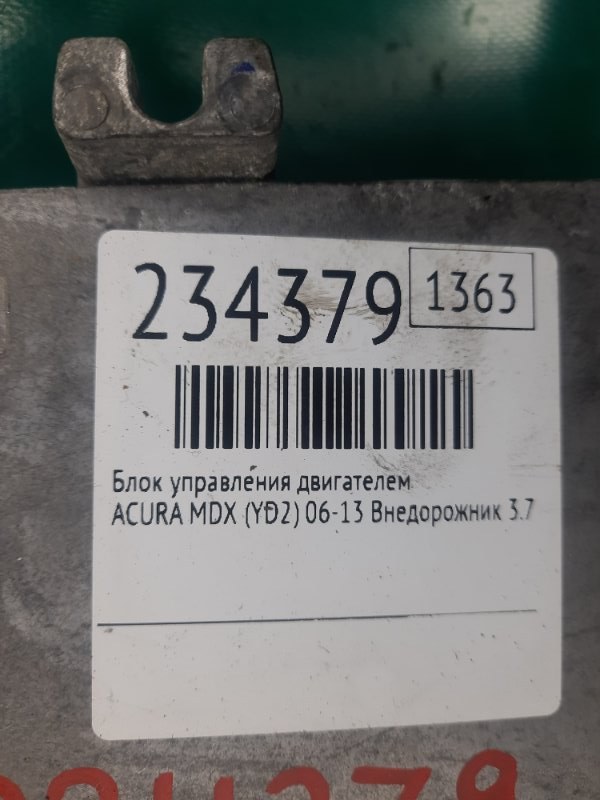 234379
1363
Блок управления двигателем
ACURA MDX (YD2) 06-13 Внедорожник 3.7